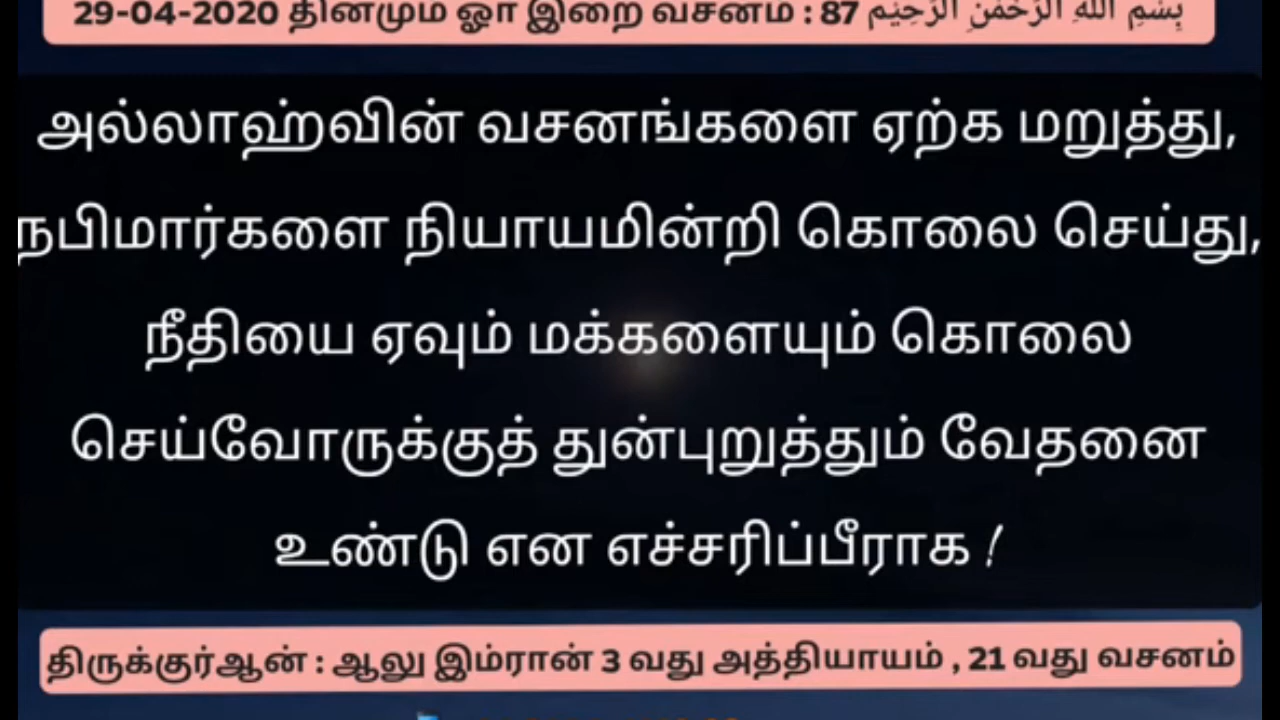 29-04-2020 தினமும் ஓர் இறை வசனம் : 87 بِسْمِ اللَّهِ الرَّحْمَٰنِ الرَّحِيْمِ
அல்லாஹ்வின் வசனங்களை ஏற்க மறுத்து,
நபிமார்களை நியாயமின்றி கொலை செய்து,
நீதியை ஏவும் மக்களையும் கொலை
செய்வோருக்குத் துன்புறுத்தும் வேதனை
உண்டு என எச்சரிப்பீராக !
திருக்குர்ஆன் : ஆலு இம்ரான் 3 வது அத்தியாயம் , 21 வது வசனம்